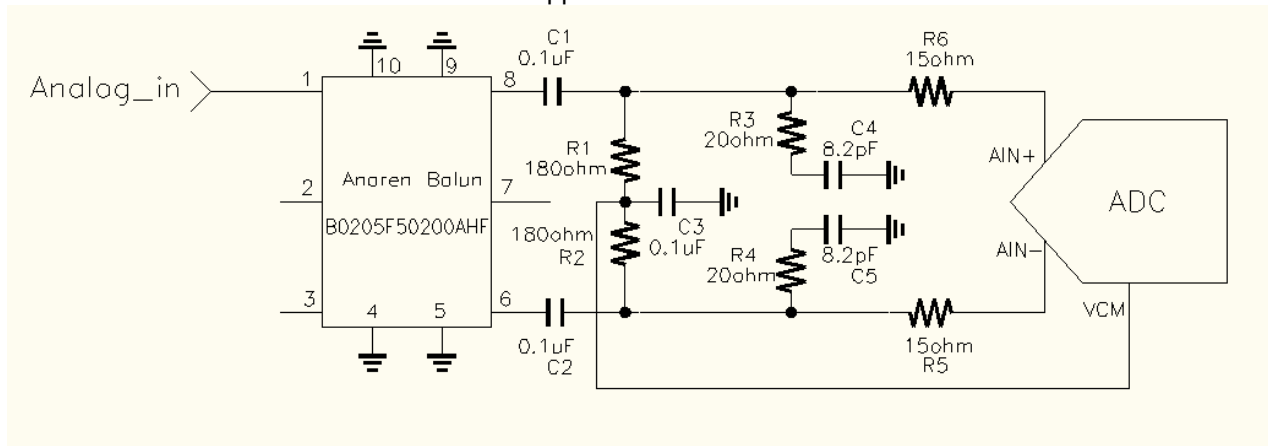 C1
0.1uF
R6
15ohm
Analog_in
1
10
9
8
R3
20ohm
C4
8.2pF
R1
180ohm
AIN+
Anaren Balun
2
7
ADC
B0205F50200AHF
180ohm
R2
C3
0.1uF
R4
20ohm
8.2pF
C5
AIN-
3
4
5
6
VCM
0.1uF
C2
15ohm
R5